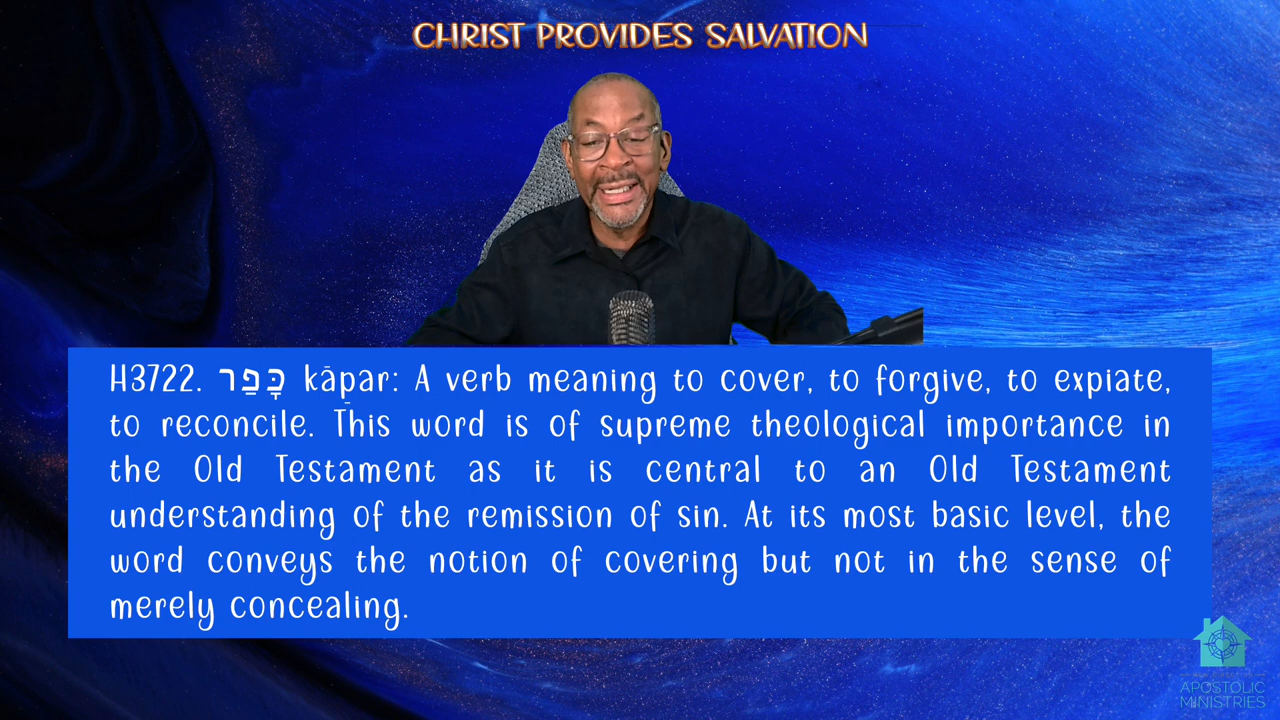 CHRIST PROVIDES SALVATION
H3722. כָּפַר kāp̱ar: A verb meaning to cover, to forgive, to expiate,
to reconcile. This word is of supreme theological importance in
the Old Testament as it is central to an Old Testament
understanding of the remission of sin. At its most basic level, the
word conveys the notion of covering but not in the sense of
merely concealing.
APOSTOLIC
MINISTRIES